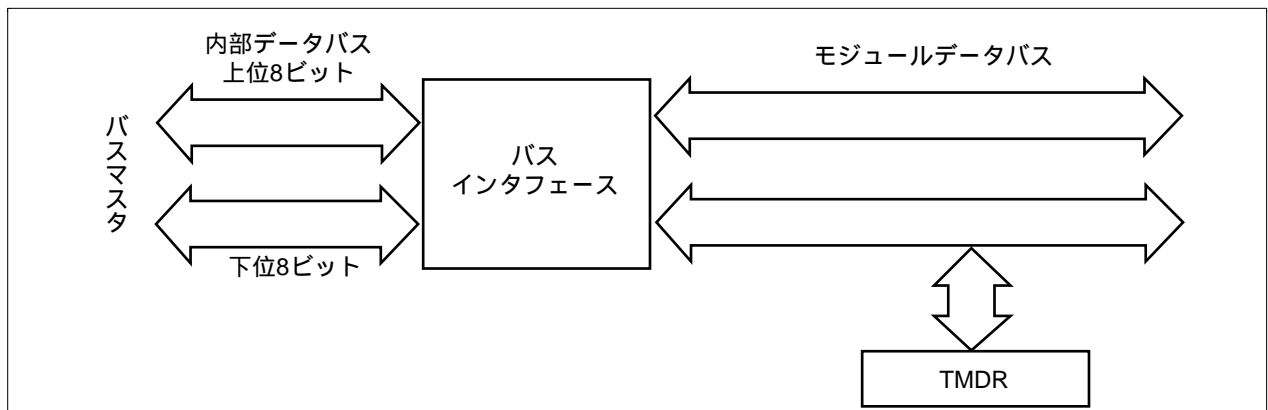 内部データバス
上位8ビット
モジュールデータバス
バスマスタ
バス
インタフェース
下位8ビット
TMDR